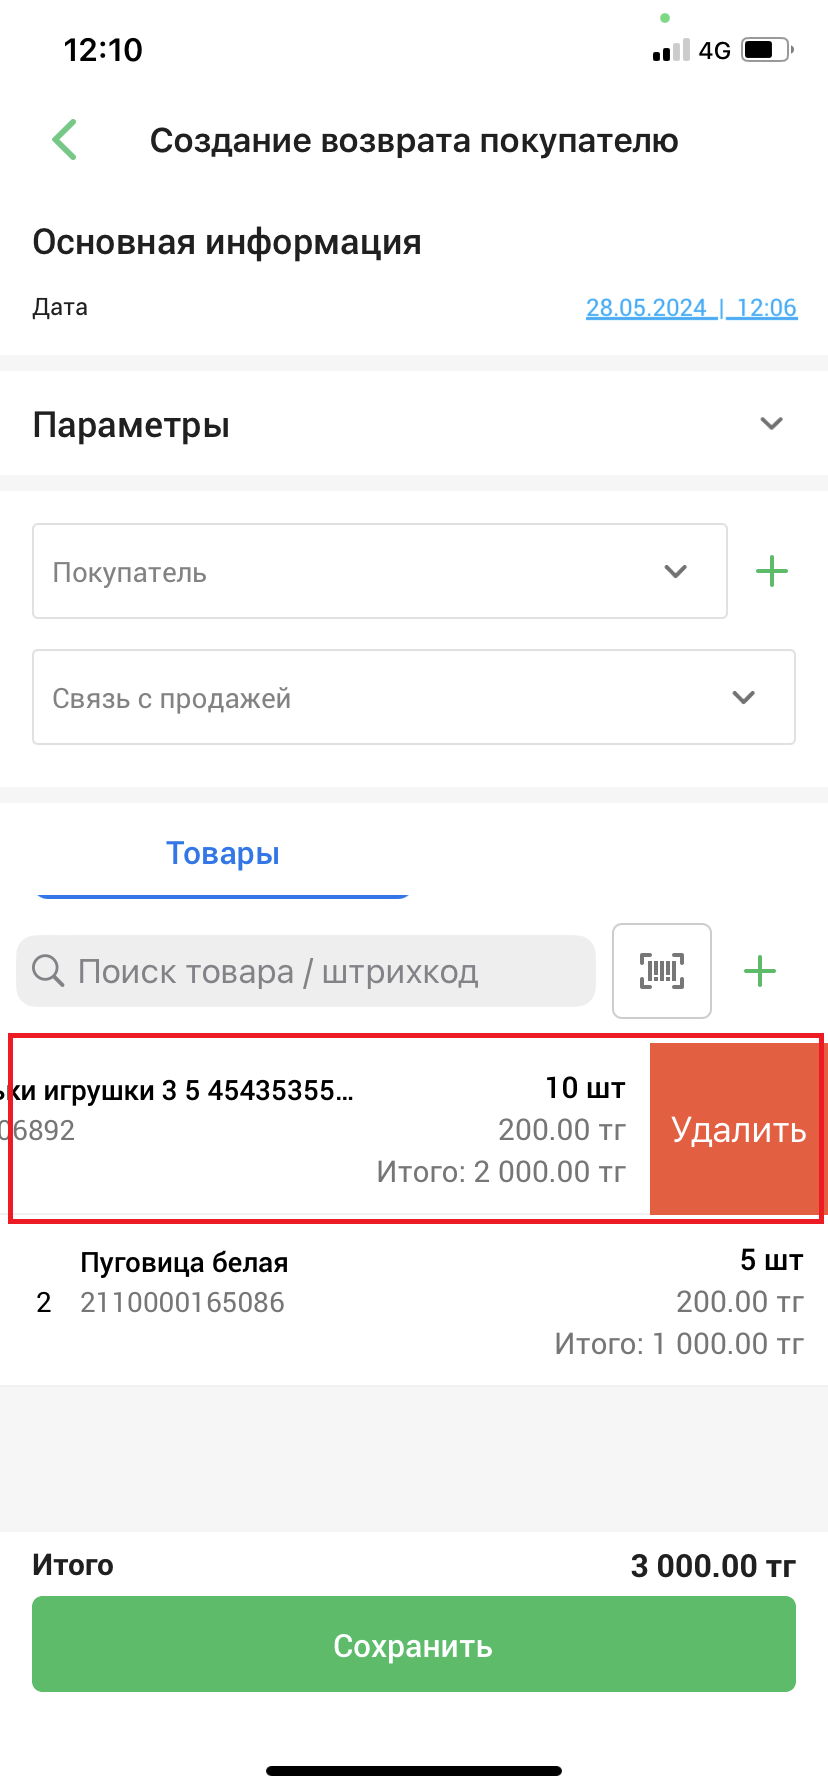 12:10
4G
Создание возврата покупателю
Основная информация
Дата
28.05.2024 | 12:06
Параметры
Покупатель
Связь с продажей
Товары
Поиск товара / штрихкод
ки игрушки 3 5 45435355...
10 шт
06892
200.00 тг
Итого: 2 000.00 тг
Удалить
Пуговица белая
5 шт
2
2110000165086
200.00 тг
Итого: 1 000.00 тг
Итого
3 000.00 тг
Сохранить